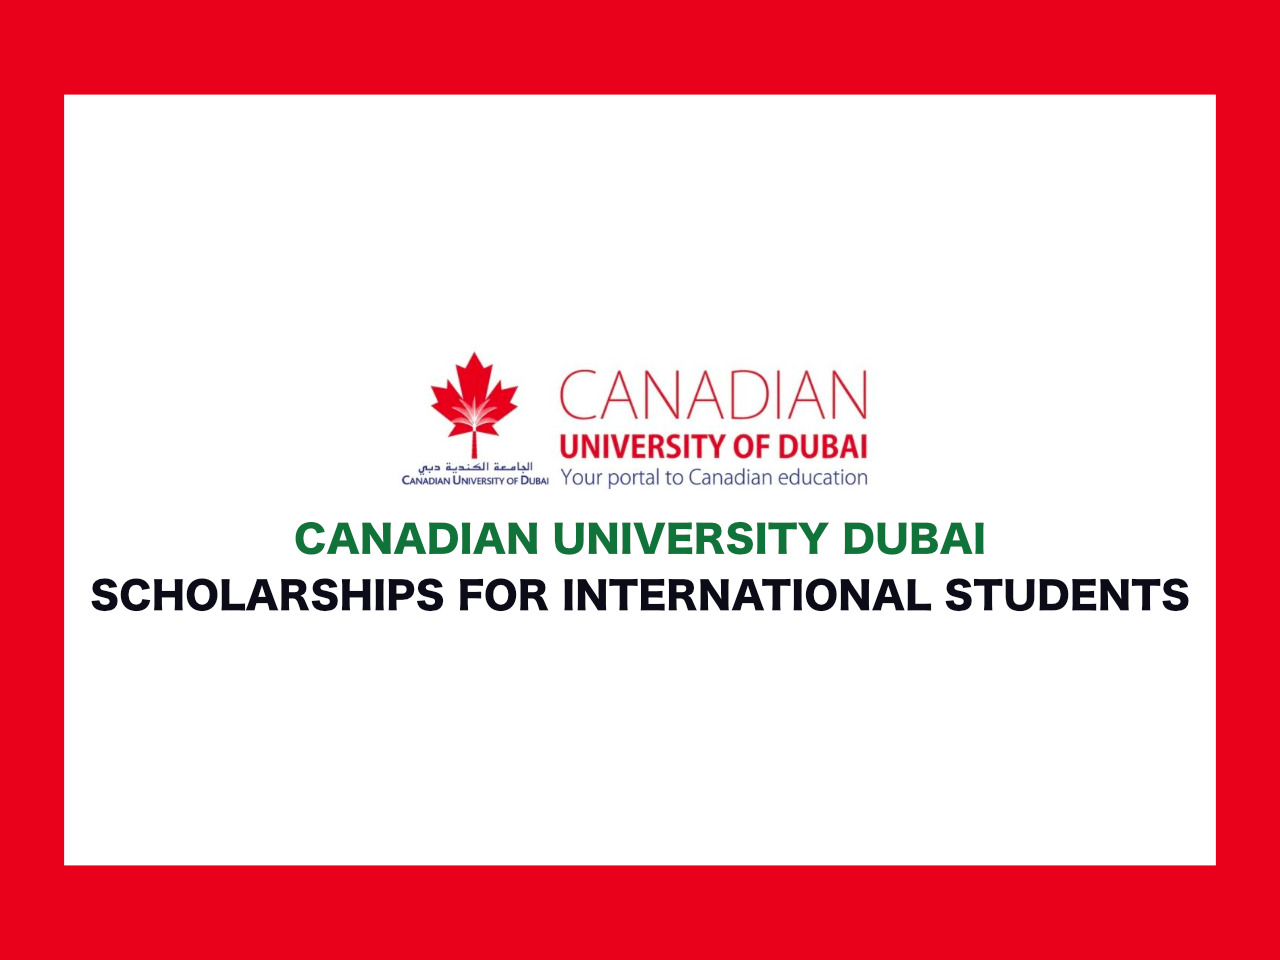 الجامعة الكندية دبي
CANADIAN UNIVERSITY OF DUBAI
CANADIAN
UNIVERSITY OF DUBAI
Your portal to Canadian education
CANADIAN UNIVERSITY DUBAI
SCHOLARSHIPS FOR INTERNATIONAL STUDENTS